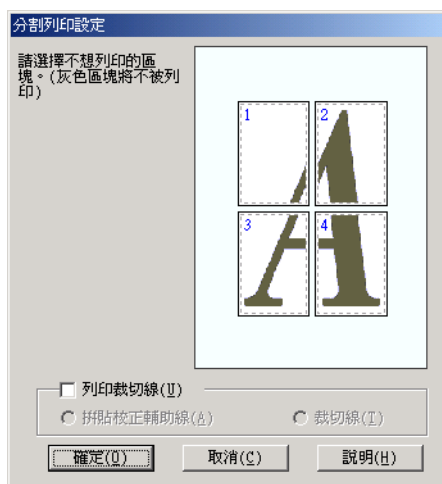 分割列印設定
請選擇不想列印的區
塊。(灰色區塊將不被列
印)
1 2
3 4
列印裁切線(U)
拼貼校正輔助線(A) 裁切線(I)
確定(O) 取消(C) 說明(H)